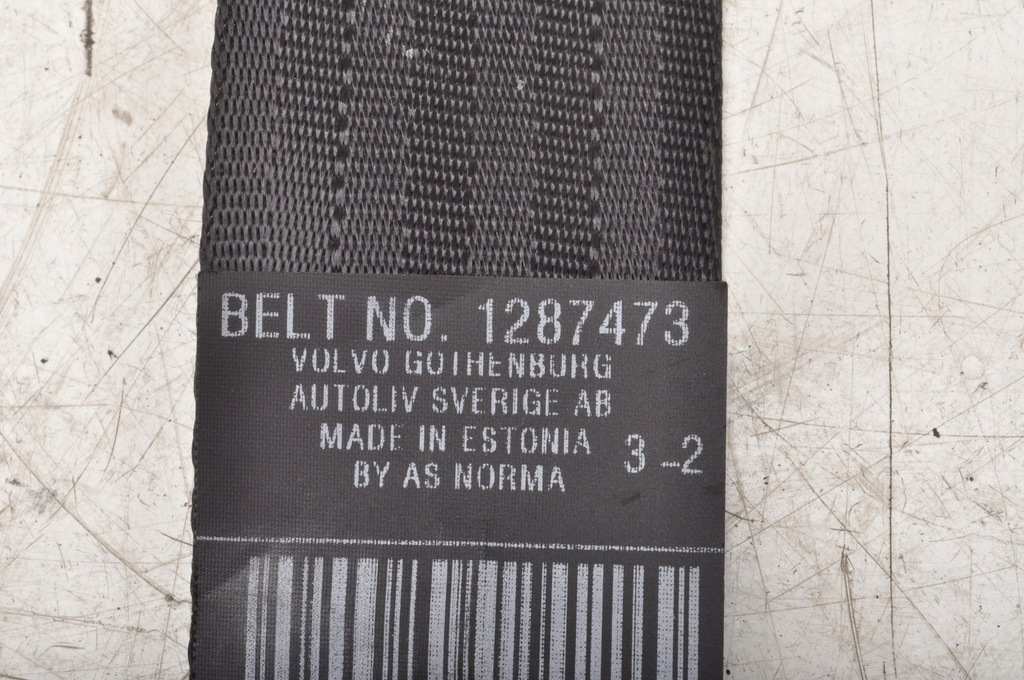 BELT NO. 1287473
VOLVO GOTHENBURG
AUTOLIV SVERIGE AB
MADE IN ESTONIA
BY AS NORMA
3-2